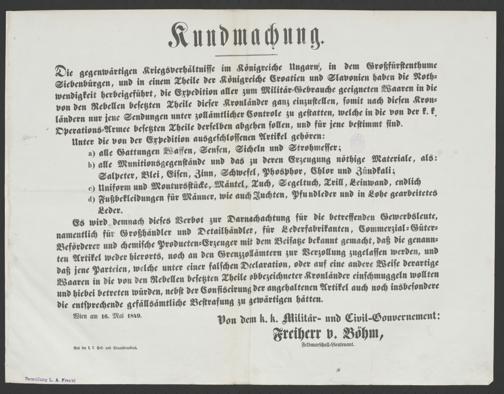 Kundmachung.
Die gegenwärtigen Kriegsverhältnisse im Königreiche Ungarn, in dem Großfürstenthume
Siebenbürgen, und in einem Theile der Königreiche Croatien und Slavonien haben die Noth-
wendigkeit herbeigeführt, die Expedition aller zum Militär-Gebrauche geeigneten Waaren in die
von den Rebellen besetzten Theile dieser Kronländer ganz einzustellen, somit nach diesen Kron-
ländern nur jene Sendungen unter zollämtlicher Controle zu gestatten, welche in die von der k. k.
Operations-Armee besetzten Theile derselben abgehen sollen, und für jene bestimmt sind.
Unter die von der Expedition ausgeschlossenen Artikel gehören:
a) alle Gattungen Waffen, Sensen, Sicheln und Strohmesser;
b) alle Munitionsgegenstände und das zu deren Erzeugung nöthige Materiale, als:
Salpeter, Blei, Eisen, Zinn, Schwefel, Phosphor, Chlor und Zündkali;
c) Uniform und Montursstücke, Mäntel, Tuch, Segeltuch, Trill, Leinwand, endlich
d) Fußbekleidungen für Männer, wie auch Juchten, Pfundleder und in Lohe gearbeitetes
Leder.
Es wird demnach dieses Verbot zur Darnachachtung für die betreffenden Gewerbsleute,
namentlich für Großhändler und Detailhändler, für Lederfabrikanten, Commerzial-Güter-
Beförderer und chemische Producten-Erzeuger mit dem Beisatze bekannt gemacht, daß die genann-
ten Artikel weder hierorts, noch an den Grenzzollämtern zur Verzollung zugelassen werden, und
daß jene Parteien, welche unter einer falschen Declaration, oder auf eine andere Weise derartige
Waaren in die von den Rebellen besetzten Theile obbezeichneter Kronländer einschmuggeln wollten
und hiebei betreten würden, nebst der Confiscirung der angehaltenen Artikel auch noch insbesondere
die entsprechende gefällsämtliche Bestrafung zu gewärtigen hätten.
Wien am 16. Mai 1849.
Von dem k. k. Militär- und Civil-Gouvernement:
Freiherr v. Böhm,
Feldmarschall-Lieutenant.
Aus der k. k. Hof- und Staatsdruckerei.
Sammlung L. A. Frankl